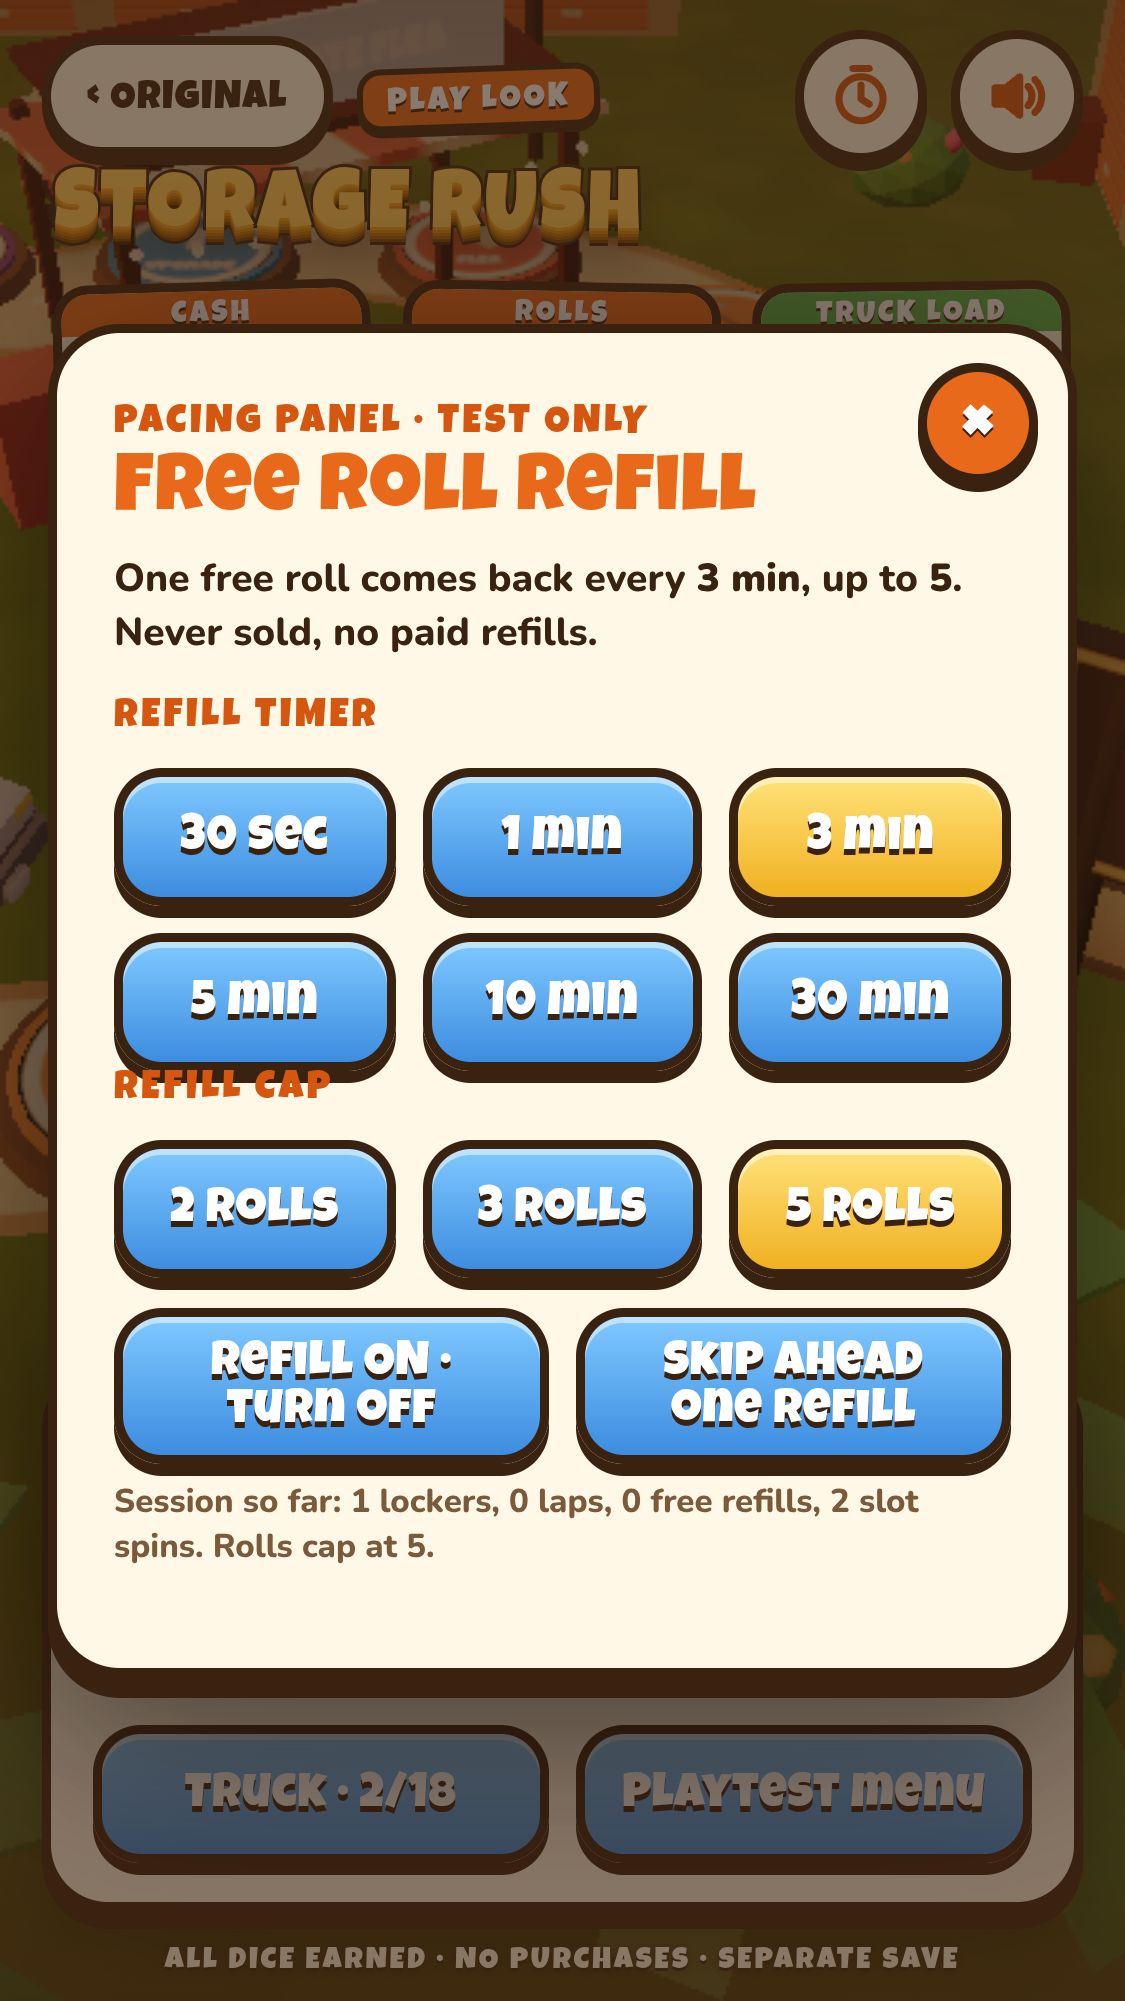 ‹ ORIGINAL
PLAY LOOK
STORAGE RUSH
CASH
ROLLS
TRUCK LOAD
PACING PANEL · TEST ONLY
FREE ROLL REFILL
One free roll comes back every 3 min, up to 5.
Never sold, no paid refills.
REFILL TIMER
30 sec
1 min
3 min
5 min
10 min
30 min
REFILL CAP
2 ROLLS
3 ROLLS
5 ROLLS
REFILL ON ·
TURN OFF
SKIP AHEAD
ONE REFILL
Session so far: 1 lockers, 0 laps, 0 free refills, 2 slot
spins. Rolls cap at 5.
TRUCK · 2/18
PLAYTEST MENU
ALL DICE EARNED · NO PURCHASES · SEPARATE SAVE